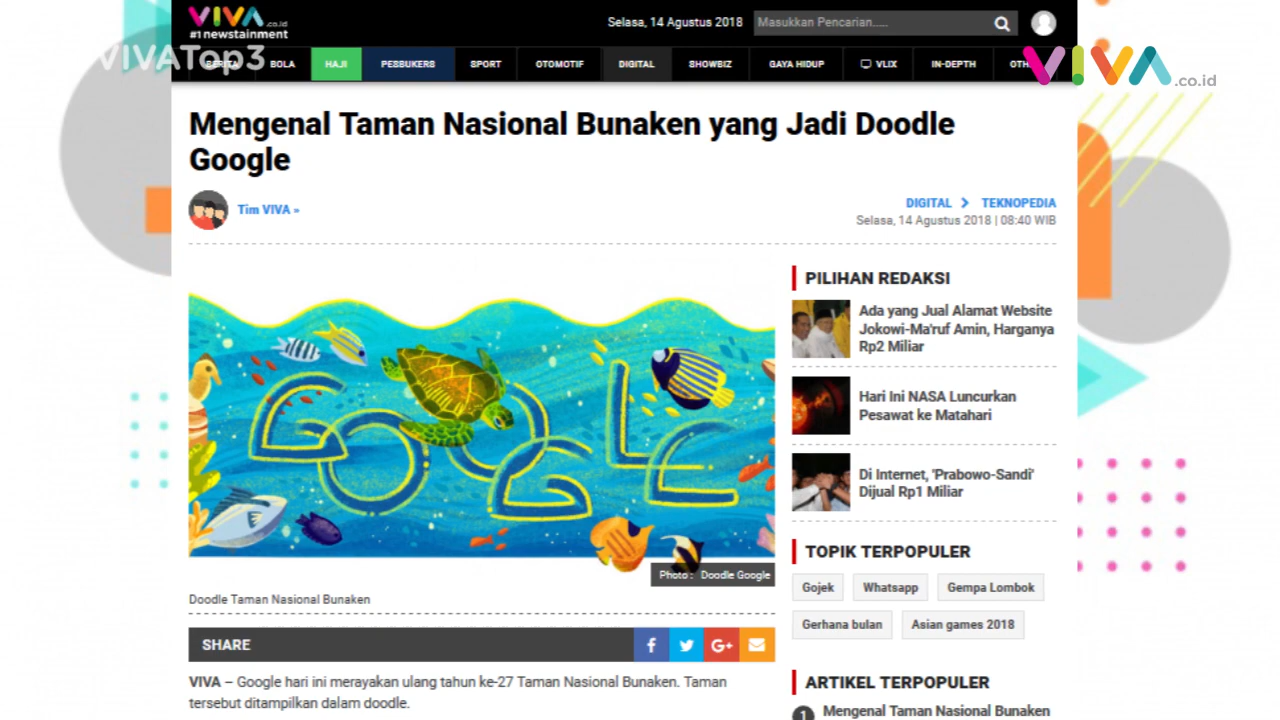 VIVA.co.id
#1 newstainment
Selasa, 14 Agustus 2018
Masukkan Pencarian.....
VIVATop3
BERITA BOLA HAJI PESBUKERS SPORT OTOMOTIF DIGITAL SHOWBIZ GAYA HIDUP VLIX IN-DEPTH
VIVA.co.id
Mengenal Taman Nasional Bunaken yang Jadi Doodle
Google
Tim VIVA »
DIGITAL > TEKNOPEDIA
Selasa, 14 Agustus 2018 | 08:40 WIB
GOOGLE
Photo : Doodle Google
Doodle Taman Nasional Bunaken
SHARE
f G+
VIVA – Google hari ini merayakan ulang tahun ke-27 Taman Nasional Bunaken. Taman
tersebut ditampilkan dalam doodle.
PILIHAN REDAKSI
Ada yang Jual Alamat Website
Jokowi-Ma'ruf Amin, Harganya
Rp2 Miliar
Hari Ini NASA Luncurkan
Pesawat ke Matahari
Di Internet, 'Prabowo-Sandi'
Dijual Rp1 Miliar
TOPIK TERPOPULER
Gojek Whatsapp Gempa Lombok
Gerhana bulan Asian games 2018
ARTIKEL TERPOPULER
1 Mengenal Taman Nasional Bunaken